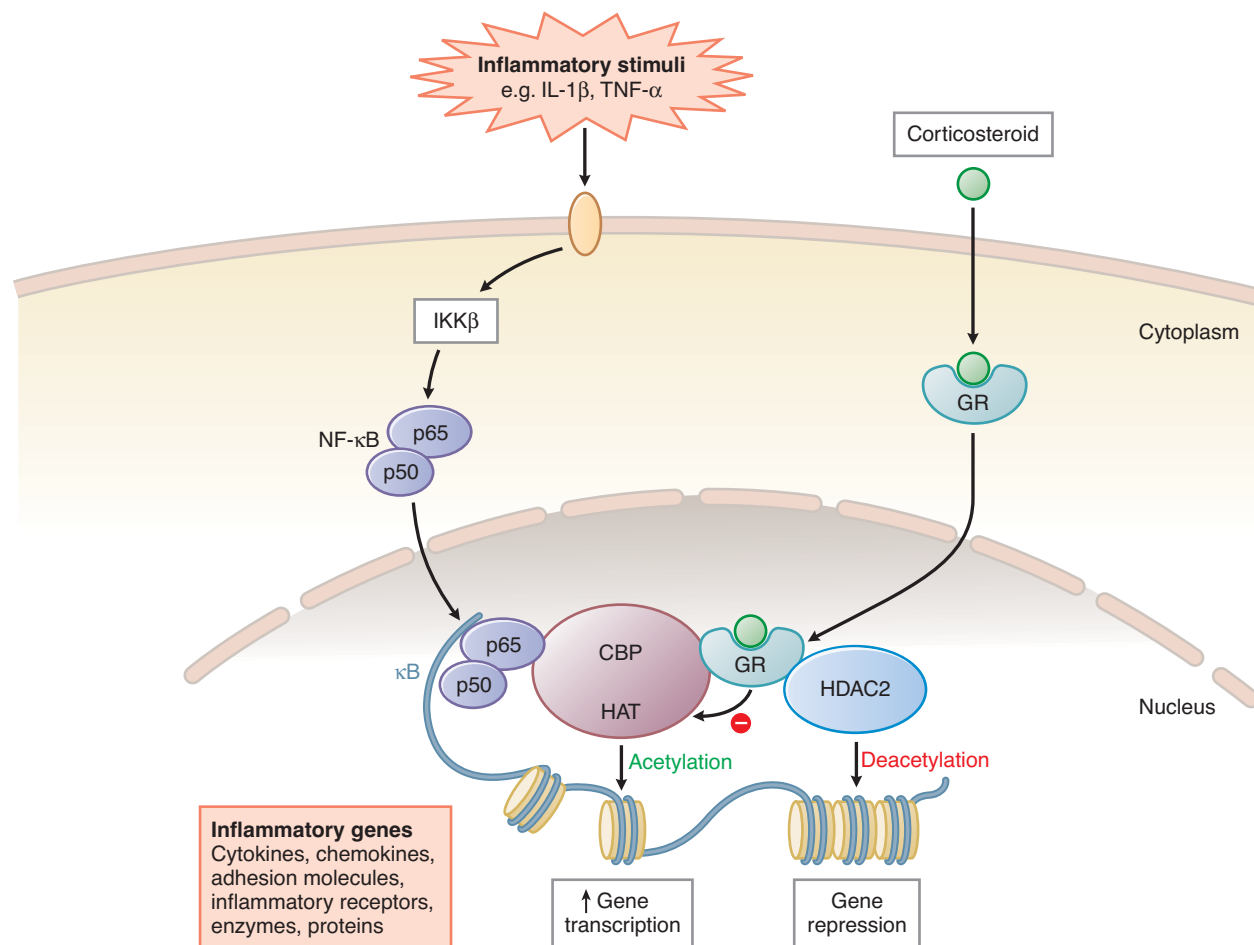 Inflammatory stimuli
e.g. IL-1β, TNF-α
Corticosteroid
IKKβ
Cytoplasm
GR
NF-κB
p65
p50
κB
p65
p50
CBP
HAT
GR
HDAC2
Nucleus
Acetylation
Deacetylation
Inflammatory genes
Cytokines, chemokines,
adhesion molecules,
inflammatory receptors,
enzymes, proteins
↑ Gene
transcription
Gene
repression